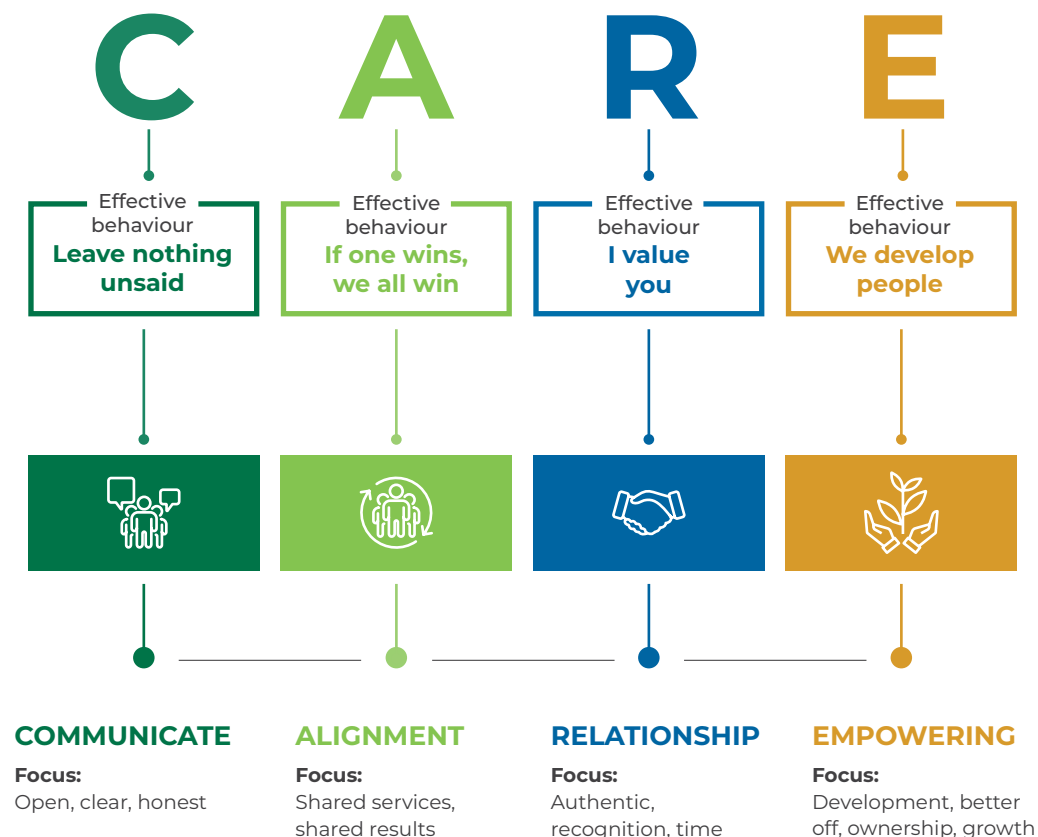 C A R E
Effective
behaviour
Leave nothing
unsaid
Effective
behaviour
If one wins,
we all win
Effective
behaviour
I value
you
Effective
behaviour
We develop
people
COMMUNICATE
Focus:
Open, clear, honest
ALIGNMENT
Focus:
Shared services,
shared results
RELATIONSHIP
Focus:
Authentic,
recognition, time
EMPOWERING
Focus:
Development, better
off, ownership, growth